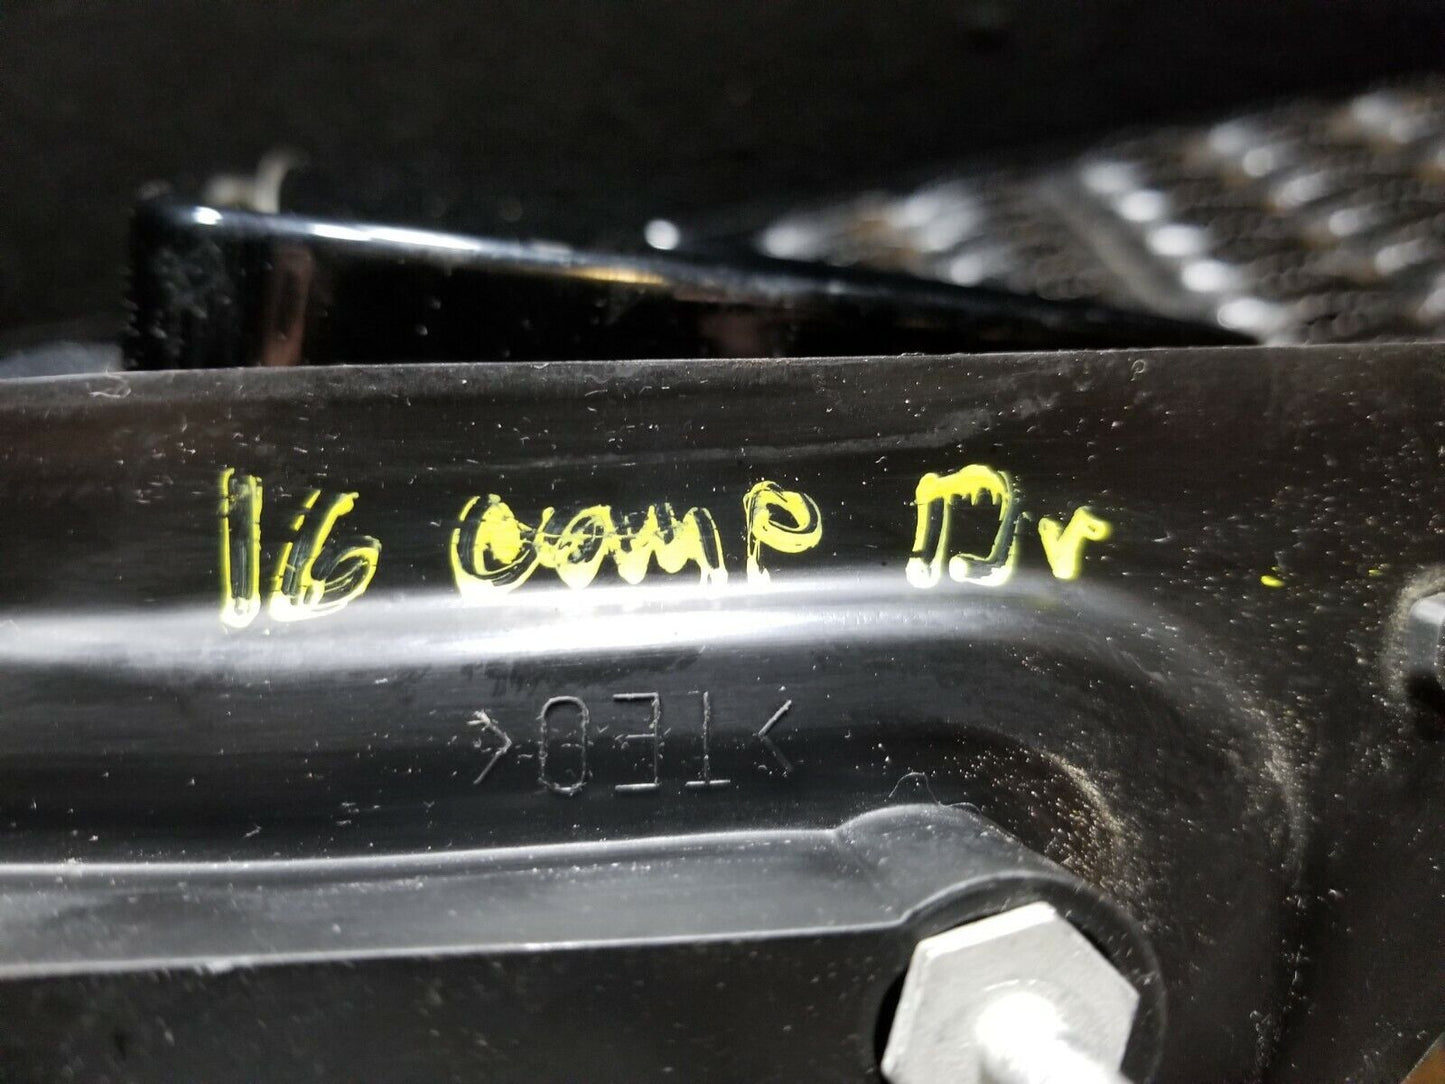 16 comp Dr
>TEO<